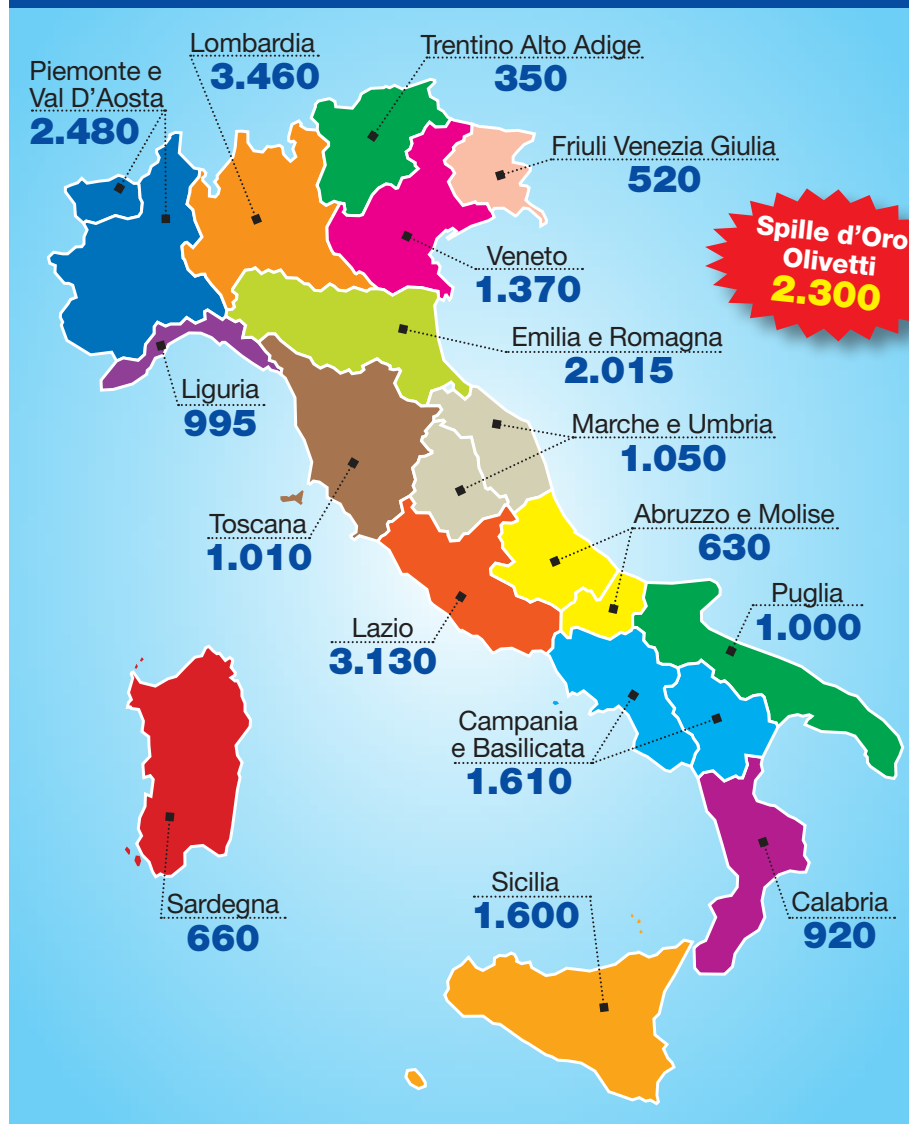 Lombardia
3.460
Trentino Alto Adige
350
Piemonte e
Val D'Aosta
2.480
Friuli Venezia Giulia
520
Spille d'Oro
Olivetti
2.300
Veneto
1.370
Emilia e Romagna
2.015
Liguria
995
Marche e Umbria
1.050
Toscana
1.010
Abruzzo e Molise
630
Puglia
1.000
Lazio
3.130
Campania
e Basilicata
1.610
Sardegna
660
Sicilia
1.600
Calabria
920